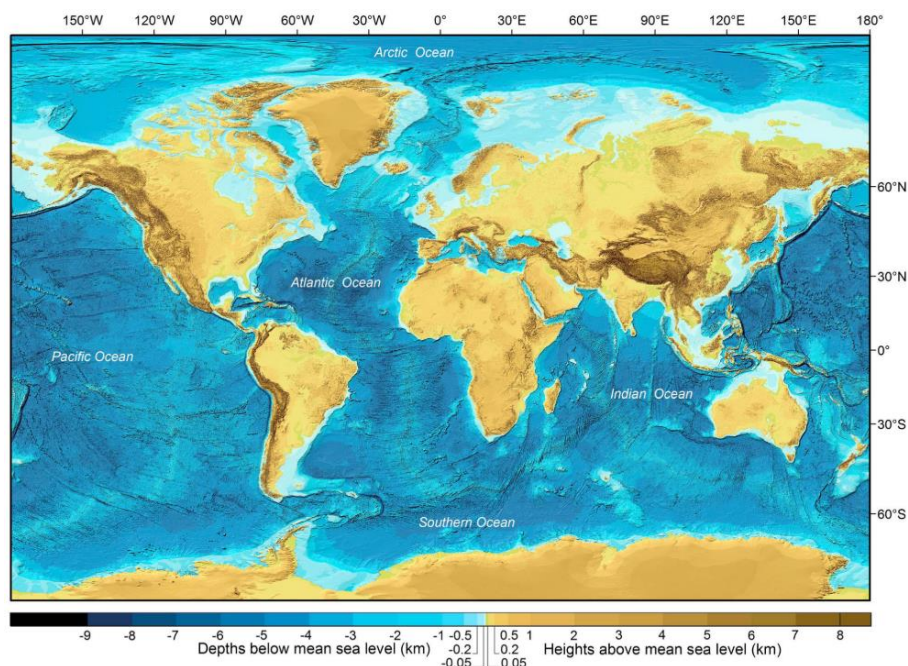 150°W 120°W 90°W 60°W 30°W 0° 30°E 60°E 90°E 120°E 150°E 180°
Arctic Ocean
60°N
Atlantic Ocean
30°N
Pacific Ocean
0°
Indian Ocean
30°S
Southern Ocean
60°S
-9 -8 -7 -6 -5 -4 -3 -2 -1 -0.5 0.5 1 2 3 4 5 6 7 8
Depths below mean sea level (km) -0.2 0.2 Heights above mean sea level (km)
-0.05 0.05